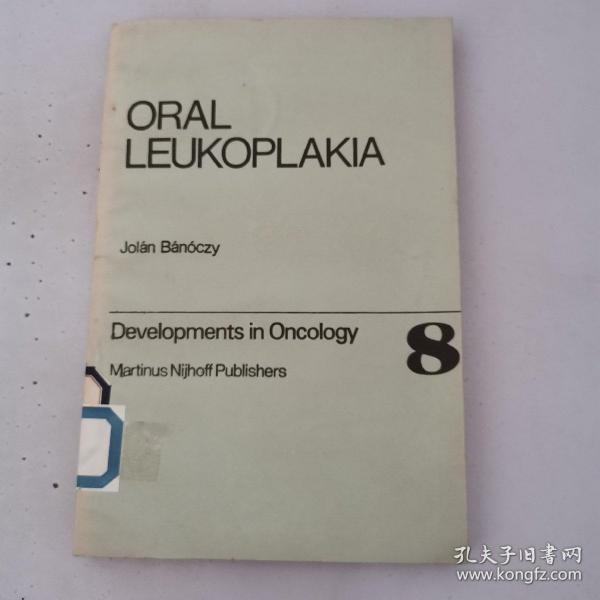 ORAL
LEUKOPLAKIA
Jolán Bánóczy
Developments in Oncology
8
Martinus Nijhoff Publishers
孔夫子旧书网
www.kongfz.com